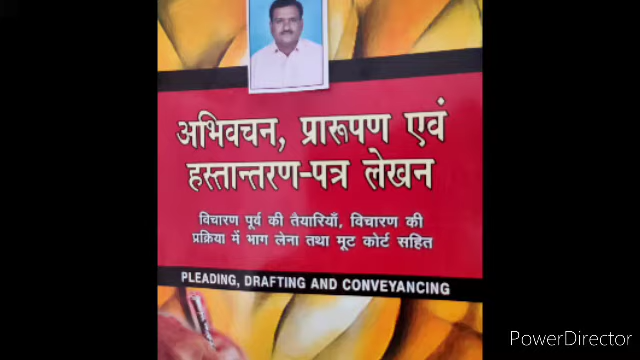 अभिवचन, प्रारूपण एवं
हस्तान्तरण-पत्र लेखन
विचारण पूर्व की तैयारियाँ, विचारण की
प्रक्रिया में भाग लेना तथा मूट कोर्ट सहित
PLEADING, DRAFTING AND CONVEYANCING
PowerDirector